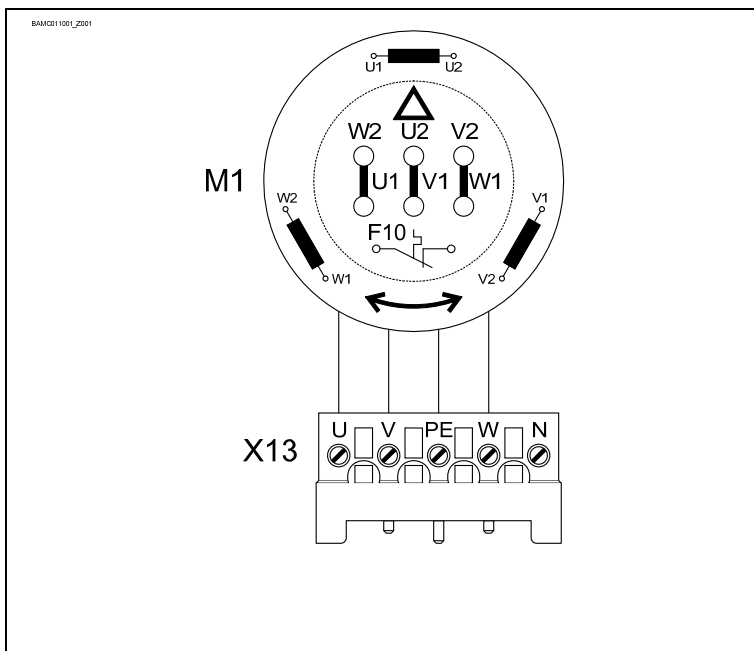 BAMC011001_Z001
U1 U2
W2 U2 V2
M1
U1 V1 W1
W2 V1
F10
W1 V2
U V PE W N
X13